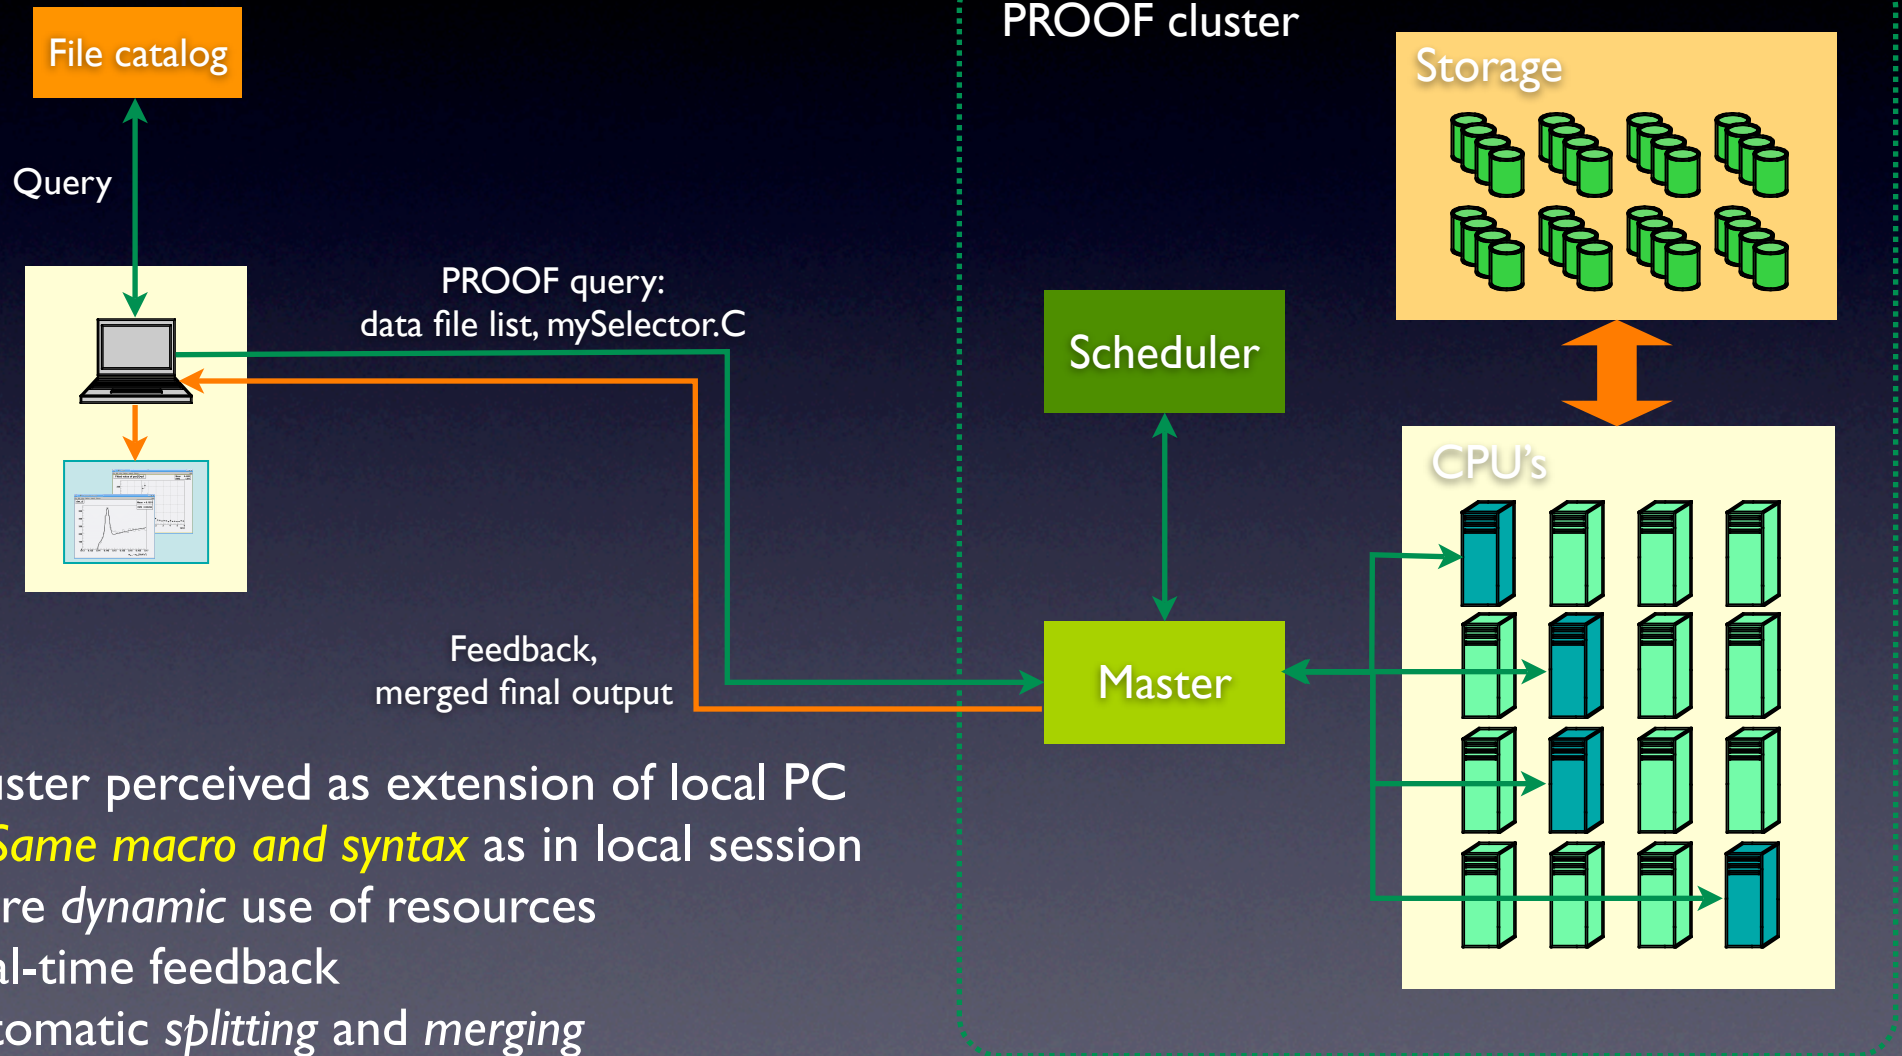 PROOF cluster
File catalog
Storage
Query
PROOF query:
data file list, mySelector.C
Scheduler
CPU's
Feedback,
merged final output
Master
uster perceived as extension of local PC
Same macro and syntax as in local session
re dynamic use of resources
al-time feedback
tomatic splitting and merging